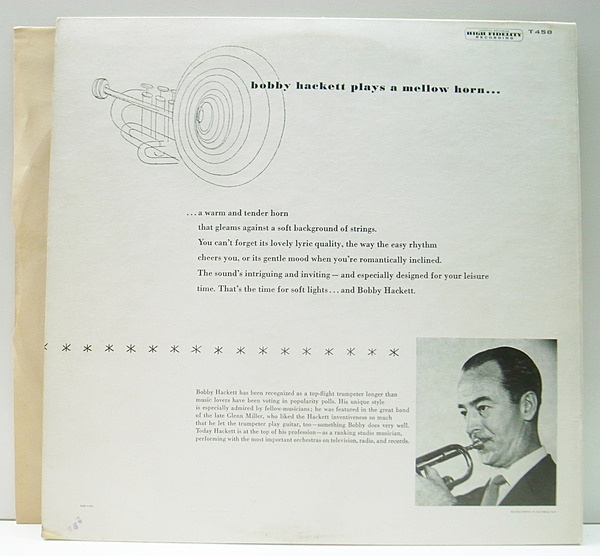 HIGH FIDELITY
RECORDING
T 458
bobby hackett plays a mellow horn...
...a warm and tender horn
that gleams against a soft background of strings.
You can't forget its lovely lyric quality, the way the easy rhythm
cheers you, or its gentle mood when you're romantically inclined.
The sound's intriguing and inviting — and especially designed for your leisure
time. That's the time for soft lights...and Bobby Hackett.
Bobby Hackett has been recognized as a top-flight trumpeter longer than
music lovers have been voting in popularity polls. His unique style
is especially admired by fellow-musicians; he was featured in the great band
of the late Glenn Miller, who liked the Hackett inventiveness so much
that he let the trumpeter play guitar, too—something Bobby does very well.
Today Hackett is at the top of his profession—as a ranking studio musician,
performing with the most important orchestras on television, radio, and records.